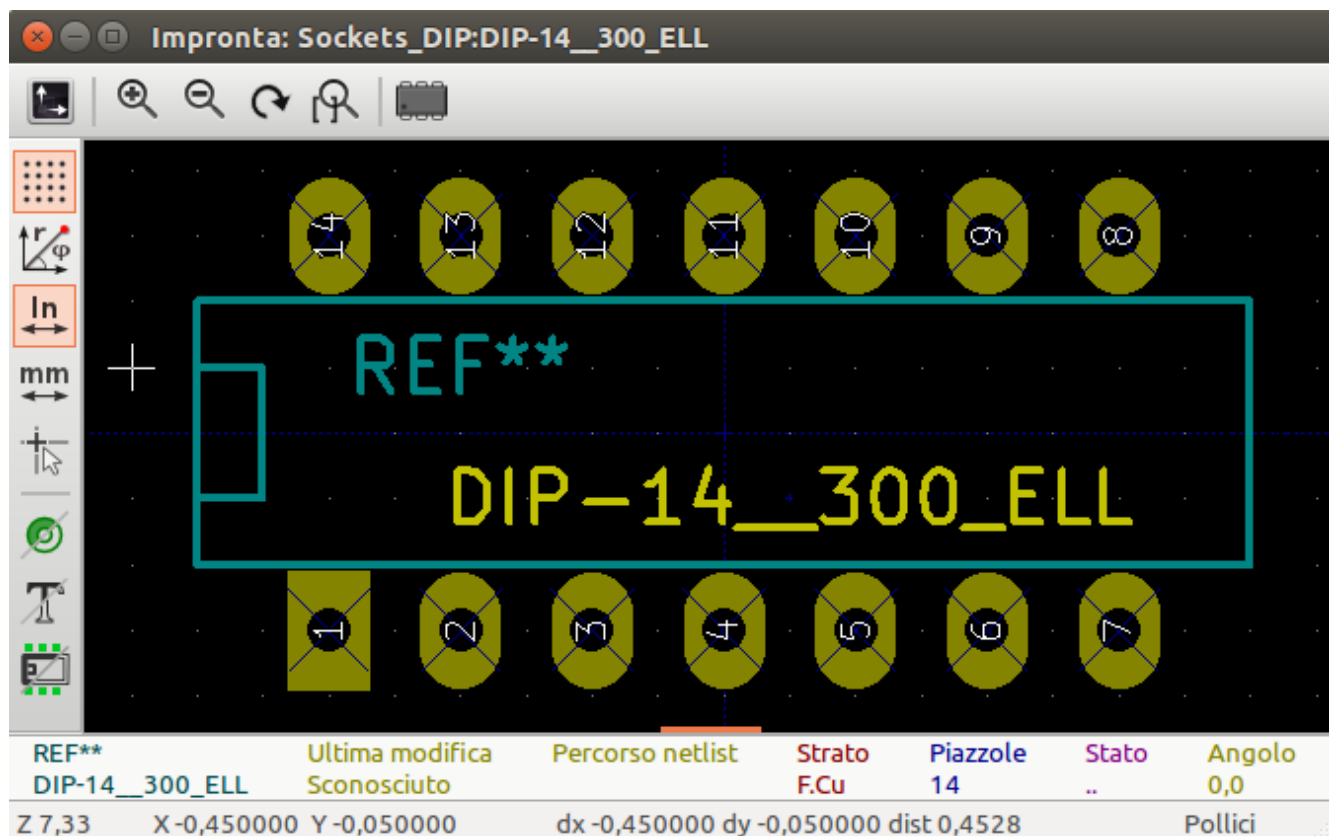 Impronta: Sockets_DIP:DIP-14__300_ELL
14 13 12 11 10 9 8
r
φ
In
REF**
mm
DIP-14__300_ELL
T
1 2 3 4 5 6 7
REF** Ultima modifica Percorso netlist Strato Piazzole Stato Angolo
DIP-14__300_ELL Sconosciuto F.Cu 14 .. 0,0
Z 7,33 X -0,450000 Y -0,050000 dx -0,450000 dy -0,050000 dist 0,4528 Pollici